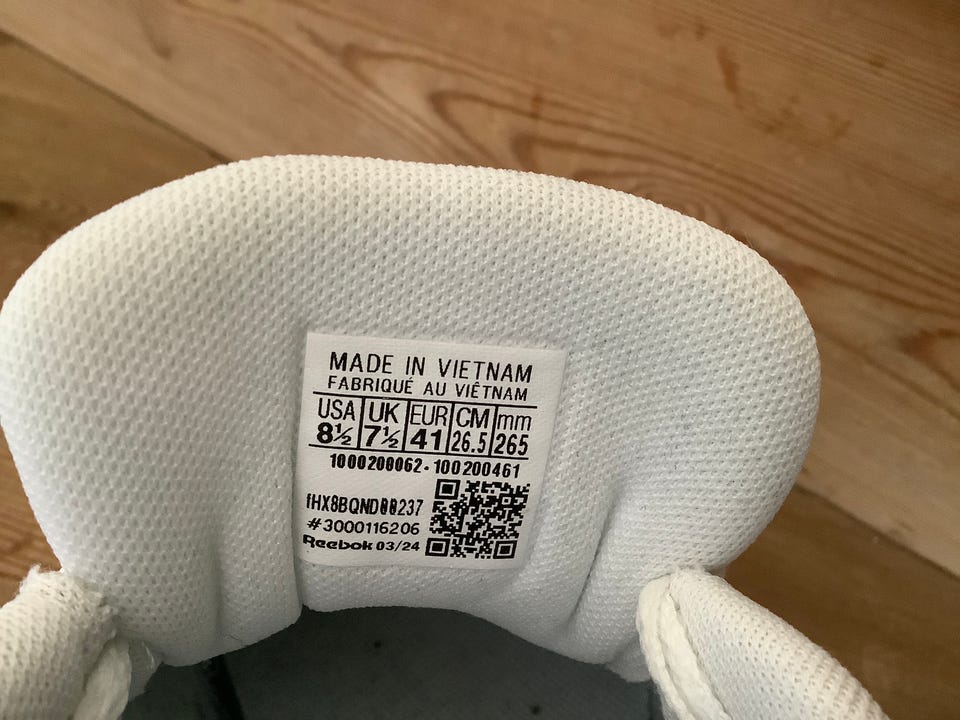 MADE IN VIETNAM
FABRIQUÉ AU VIÊTNAM
USA UK EUR CM mm
8½ 7½ 41 26.5 265
1000200062-100200461
#3000116206
Reebok 03/24